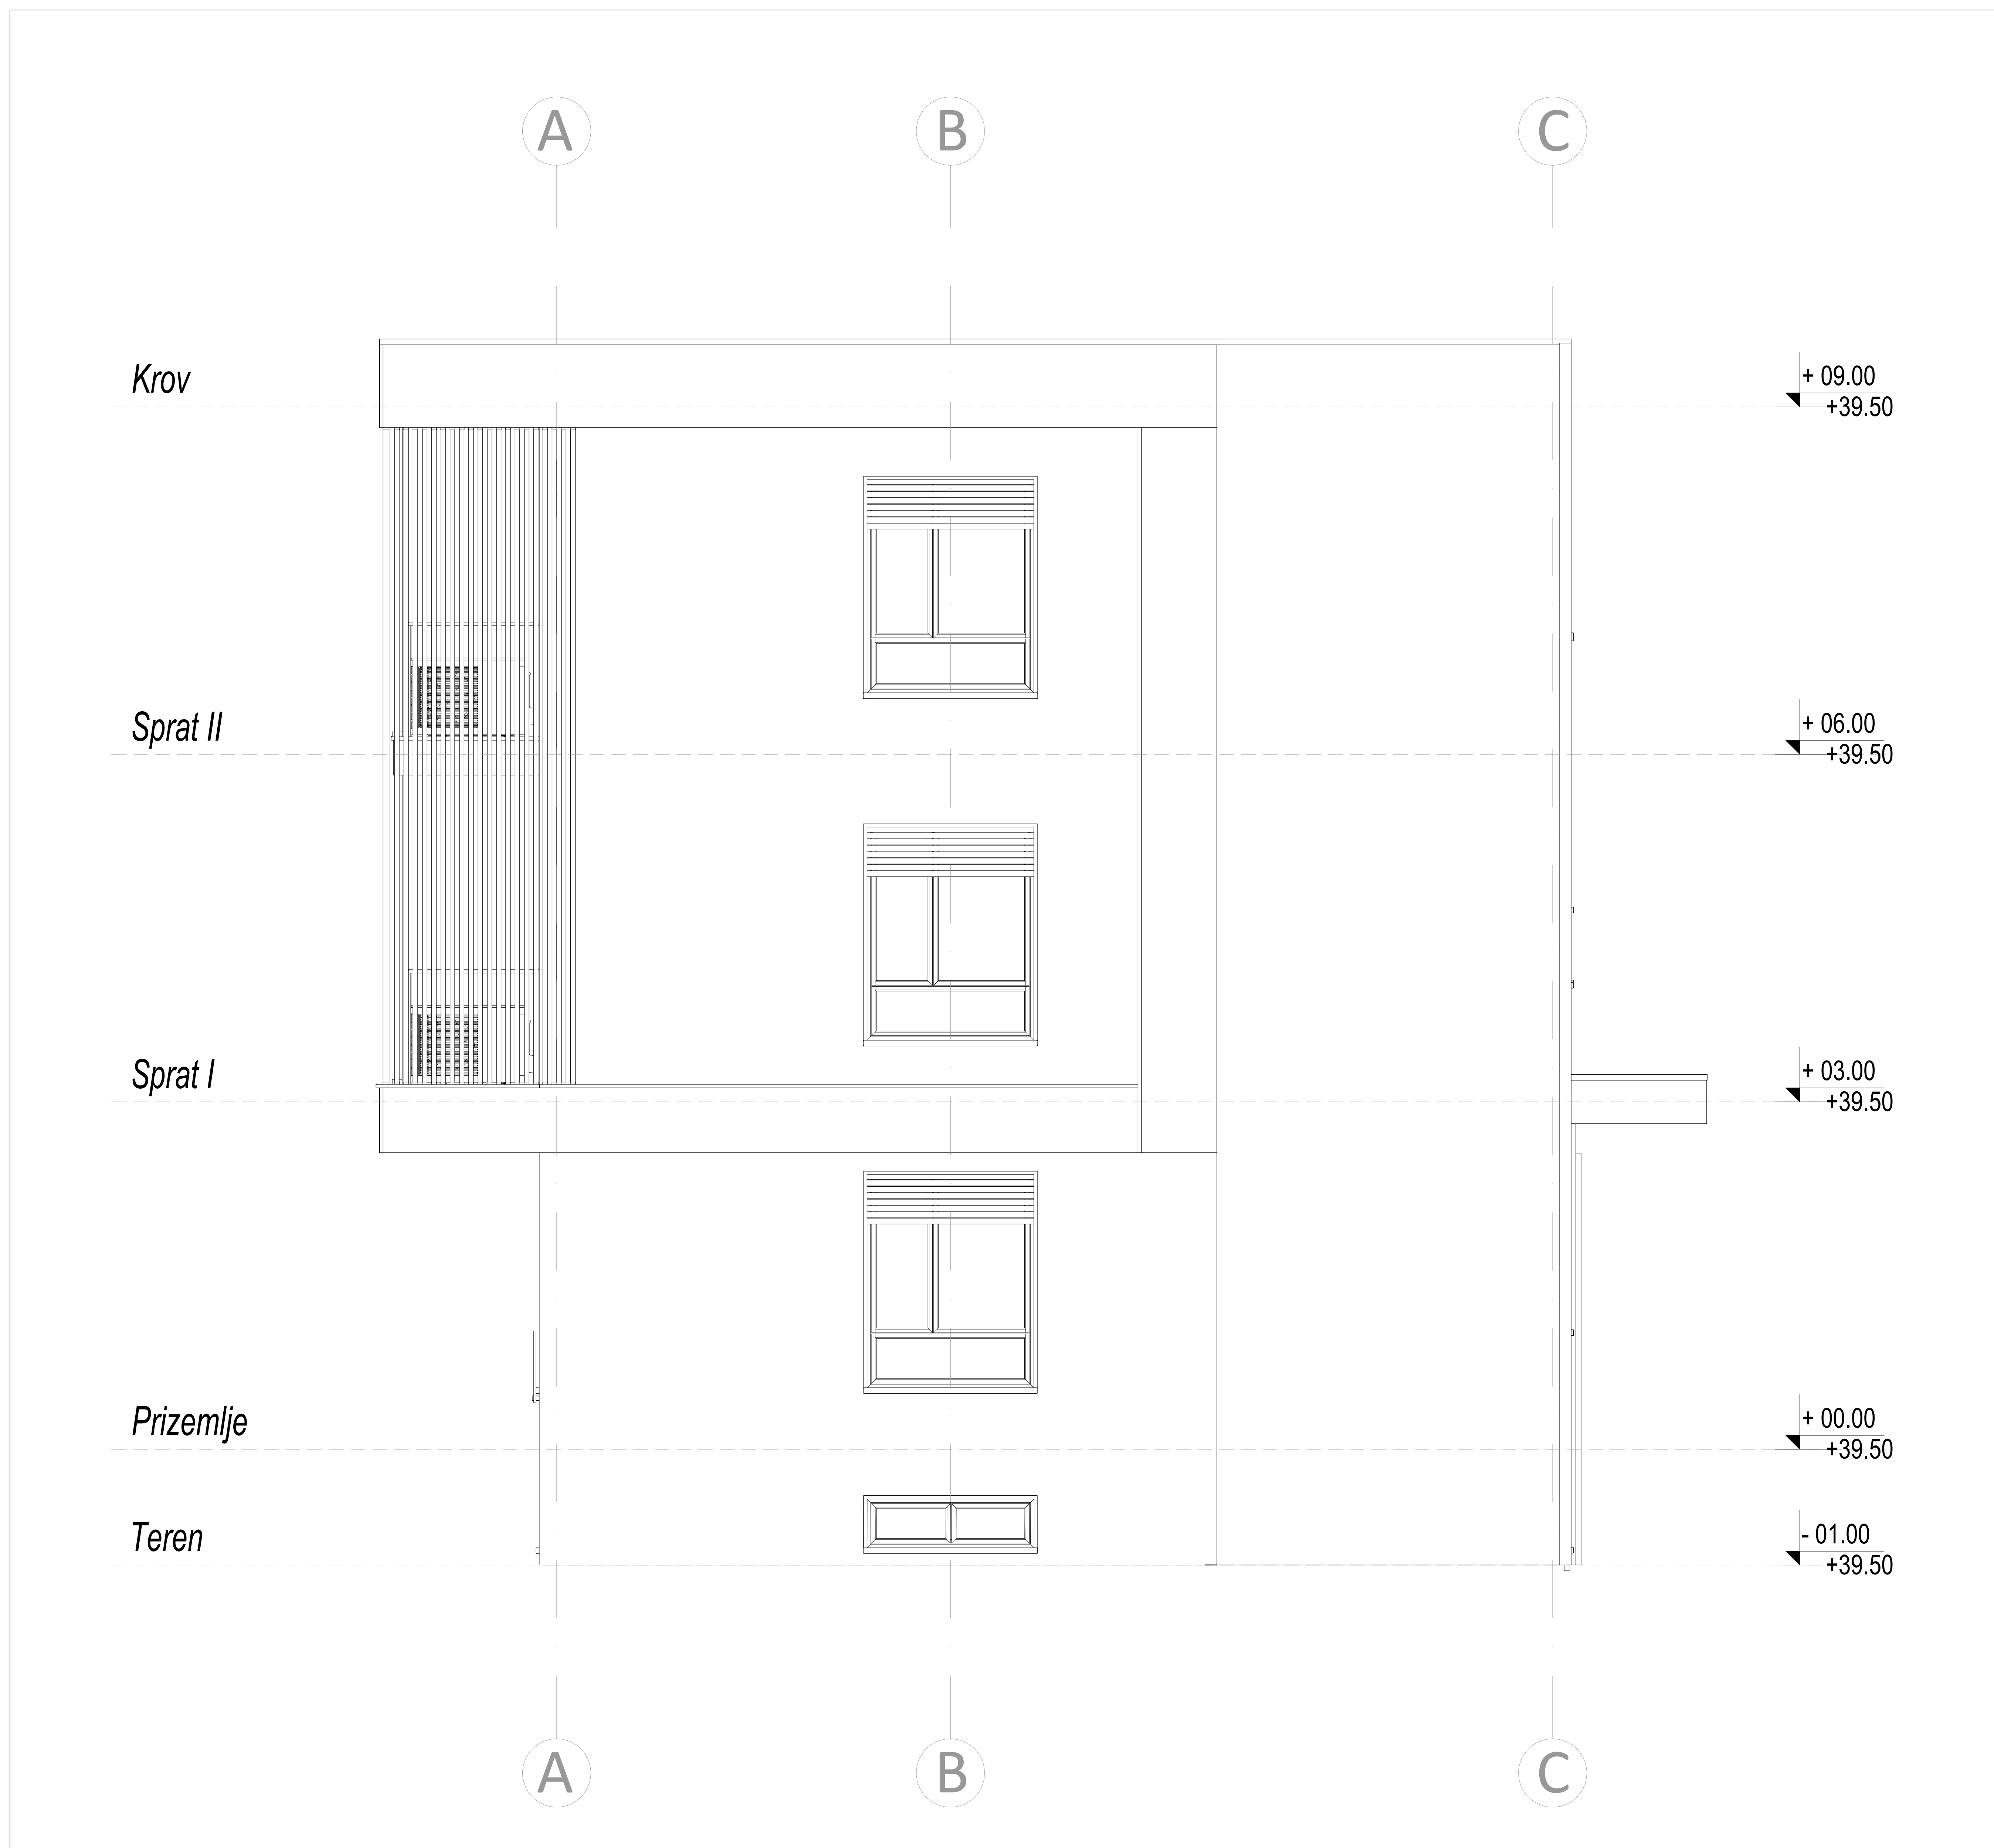 A B C
Krov
+ 09.00
+39.50
Sprat II
+ 06.00
+39.50
Sprat I
+ 03.00
+39.50
Prizemlje
+ 00.00
+39.50
Teren
- 01.00
+39.50
A B C